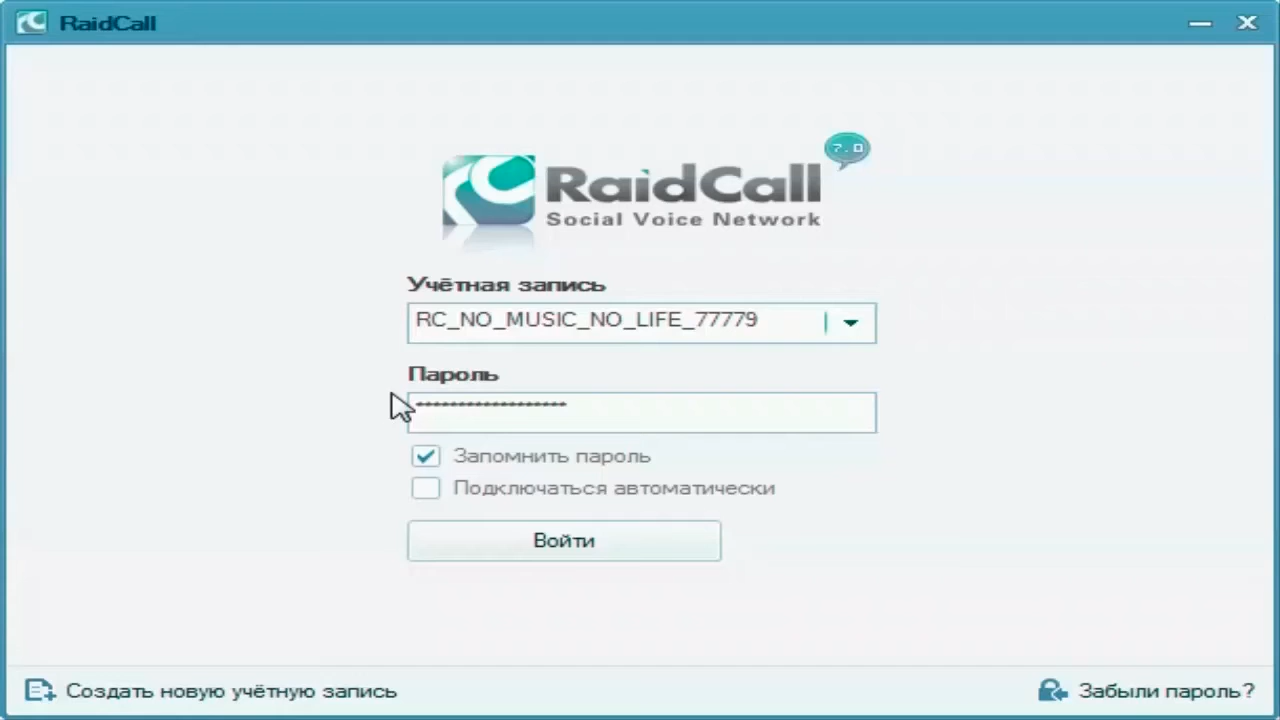 RaidCall
7.0
RaidCall
Social Voice Network
Учётная запись
RC_NO_MUSIC_NO_LIFE_77779
Пароль
Запомнить пароль
Подключаться автоматически
Войти
Создать новую учётную запись
Забыли пароль?